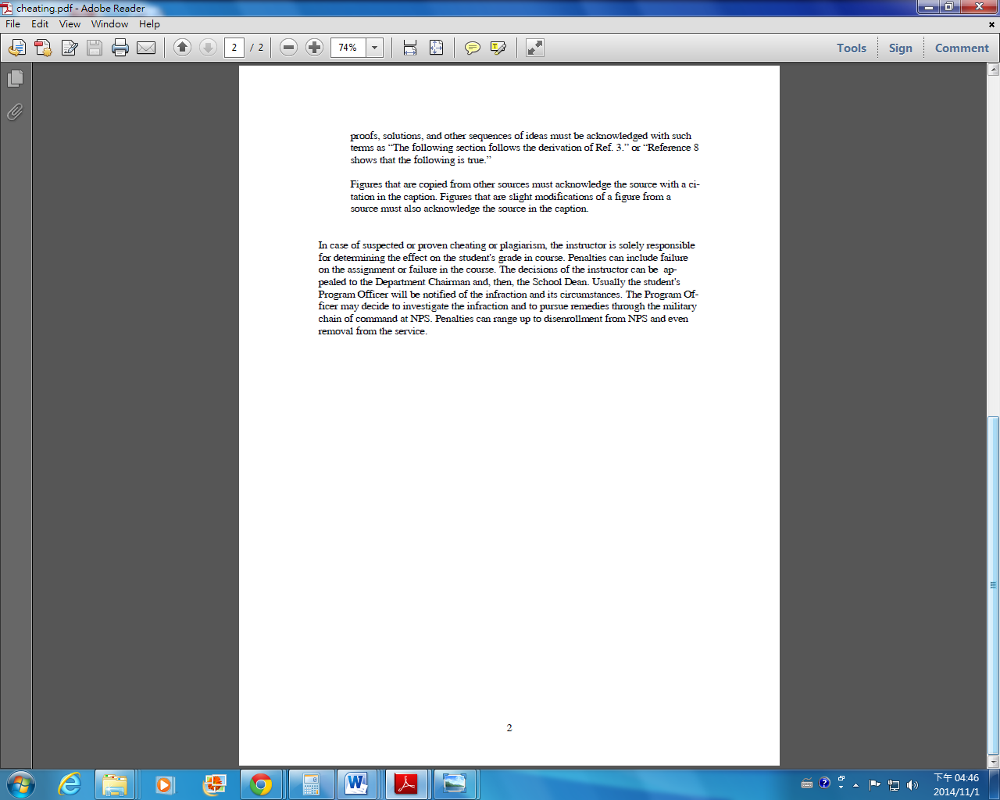 cheating.pdf - Adobe Reader
File Edit View Window Help
2 / 2 74% Tools Sign Comment
proofs, solutions, and other sequences of ideas must be acknowledged with such
terms as “The following section follows the derivation of Ref. 3.” or “Reference 8
shows that the following is true.”
Figures that are copied from other sources must acknowledge the source with a ci-
tation in the caption. Figures that are slight modifications of a figure from a
source must also acknowledge the source in the caption.
In case of suspected or proven cheating or plagiarism, the instructor is solely responsible
for determining the effect on the student's grade in course. Penalties can include failure
on the assignment or failure in the course. The decisions of the instructor can be  ap-
pealed to the Department Chairman and, then, the School Dean. Usually the student's
Program Officer will be notified of the infraction and its circumstances. The Program Of-
ficer may decide to investigate the infraction and to pursue remedies through the military
chain of command at NPS. Penalties can range up to disenrollment from NPS and even
removal from the service.
2
下午 04:46
2014/11/1